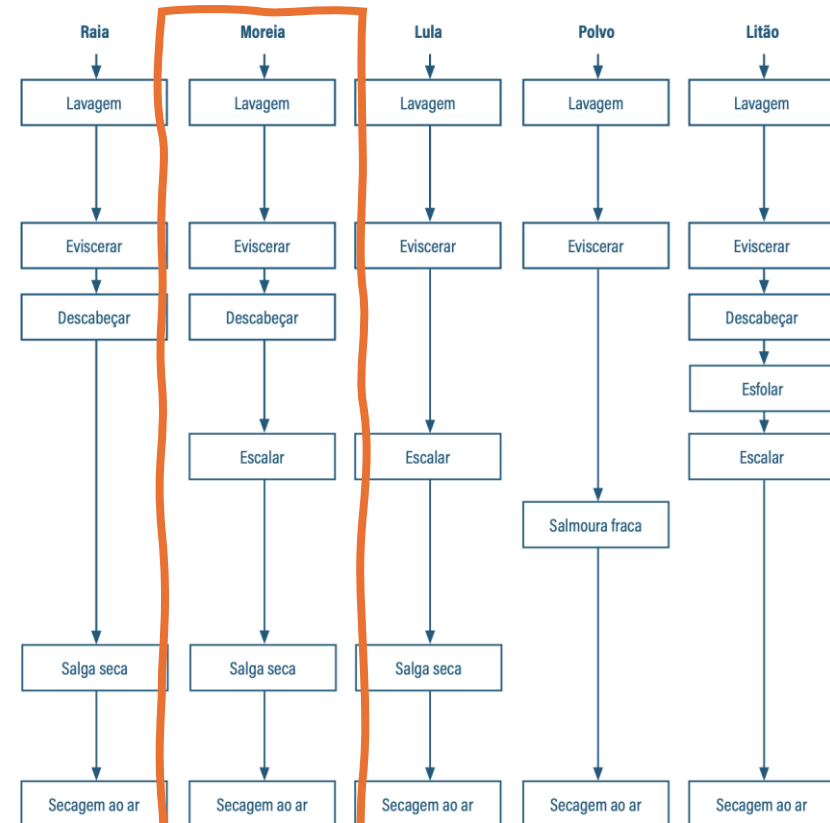 Raia
Moreia
Lula
Polvo
Litão
Lavagem
Lavagem
Lavagem
Lavagem
Lavagem
Eviscerar
Eviscerar
Eviscerar
Eviscerar
Eviscerar
Descabeçar
Descabeçar
Descabeçar
Esfolar
Escalar
Escalar
Escalar
Salmoura fraca
Salga seca
Salga seca
Salga seca
Secagem ao ar
Secagem ao ar
Secagem ao ar
Secagem ao ar
Secagem ao ar